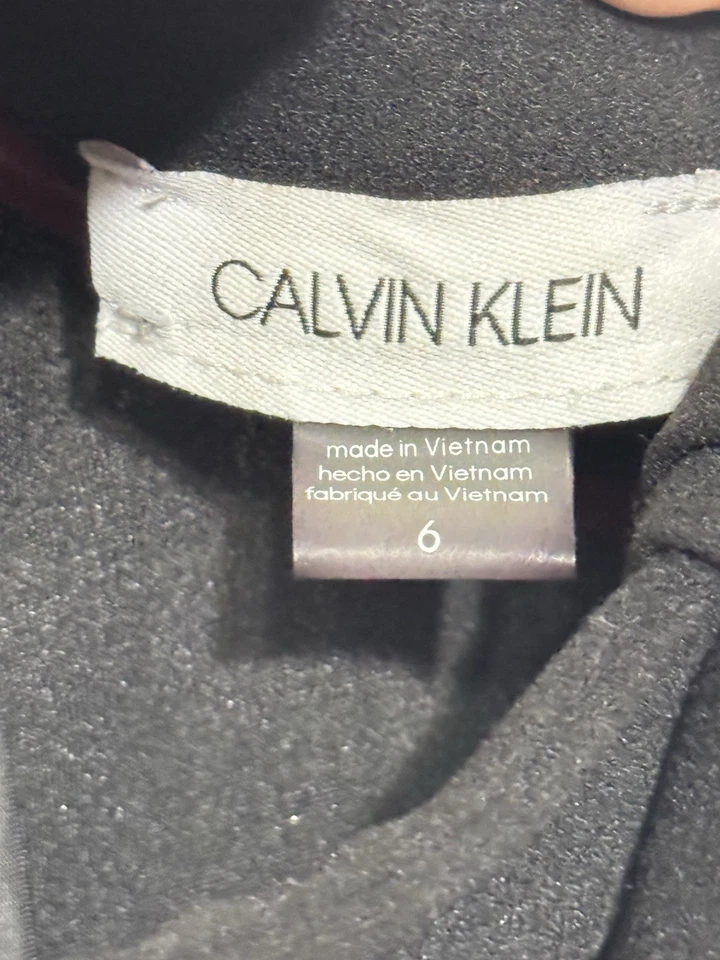 CALVIN KLEIN
made in Vietnam
hecho en Vietnam
fabriqué au Vietnam
6